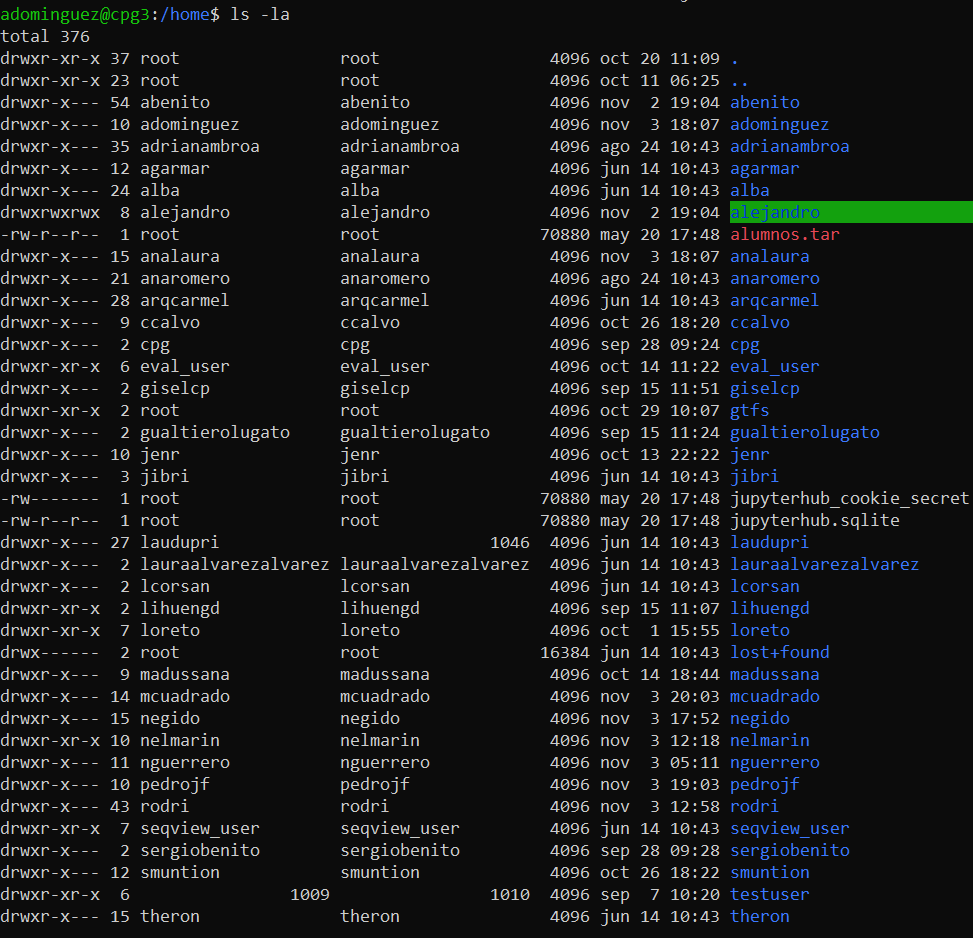 adominguez@cpg3:/home$ ls -la
total 376
drwxr-xr-x 37 root            root             4096 oct 20 11:09 .
drwxr-xr-x 23 root            root             4096 oct 11 06:25 ..
drwxr-x--- 54 abenito         abenito          4096 nov  2 19:04 abenito
drwxr-x--- 10 adominguez      adominguez       4096 nov  3 18:07 adominguez
drwxr-x--- 35 adrianambroa    adrianambroa     4096 ago 24 10:43 adrianambroa
drwxr-x--- 12 agarmar         agarmar          4096 jun 14 10:43 agarmar
drwxr-x--- 24 alba            alba             4096 jun 14 10:43 alba
drwxrwxrwx  8 alejandro       alejandro        4096 nov  2 19:04 alejandro
-rw-r--r--  1 root            root            70880 may 20 17:48 alumnos.tar
drwxr-x--- 15 analaura        analaura         4096 nov  3 18:07 analaura
drwxr-x--- 21 anaromero       anaromero        4096 ago 24 10:43 anaromero
drwxr-x--- 28 arqcarmel       arqcarmel        4096 jun 14 10:43 arqcarmel
drwxr-x---  9 ccalvo          ccalvo           4096 oct 26 18:20 ccalvo
drwxr-x---  2 cpg             cpg              4096 sep 28 09:24 cpg
drwxr-xr-x  6 eval_user       eval_user        4096 oct 14 11:22 eval_user
drwxr-x---  2 giselcp         giselcp          4096 sep 15 11:51 giselcp
drwxr-xr-x  2 root            root             4096 oct 29 10:07 gtfs
drwxr-x---  2 gualtierolugato gualtierolugato  4096 sep 15 11:24 gualtierolugato
drwxr-x--- 10 jenr            jenr             4096 oct 13 22:22 jenr
drwxr-x---  3 jibri           jibri            4096 jun 14 10:43 jibri
-rw-------  1 root            root            70880 may 20 17:48 jupyterhub_cookie_secret
-rw-r--r--  1 root            root            70880 may 20 17:48 jupyterhub.sqlite
drwxr-x--- 27 laudupri        1046             4096 jun 14 10:43 laudupri
drwxr-x---  2 lauraalvarezalvarez lauraalvarezalvarez  4096 jun 14 10:43 lauraalvarezalvarez
drwxr-x---  2 lcorsan         lcorsan          4096 jun 14 10:43 lcorsan
drwxr-xr-x  2 lihuengd        lihuengd         4096 sep 15 11:07 lihuengd
drwxr-xr-x  7 loreto          loreto           4096 oct  1 15:55 loreto
drwx------  2 root            root            16384 jun 14 10:43 lost+found
drwxr-x---  9 madussana       madussana        4096 oct 14 18:44 madussana
drwxr-x--- 14 mcuadrado       mcuadrado        4096 nov  3 20:03 mcuadrado
drwxr-x--- 15 negido          negido           4096 nov  3 17:52 negido
drwxr-xr-x 10 nelmarin        nelmarin         4096 nov  3 12:18 nelmarin
drwxr-x--- 11 nguerrero       nguerrero        4096 nov  3 05:11 nguerrero
drwxr-x--- 10 pedrojf         pedrojf          4096 nov  3 19:03 pedrojf
drwxr-x--- 43 rodri           rodri            4096 nov  3 12:58 rodri
drwxr-xr-x  7 seqview_user    seqview_user     4096 jun 14 10:43 seqview_user
drwxr-x---  2 sergiobenito    sergiobenito     4096 sep 28 09:28 sergiobenito
drwxr-x--- 12 smuntion        smuntion         4096 oct 26 18:22 smuntion
drwxr-xr-x  6 1009            1010             4096 sep  7 10:20 testuser
drwxr-x--- 15 theron          theron           4096 jun 14 10:43 theron